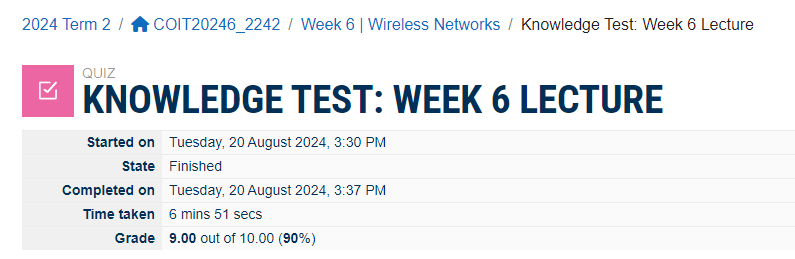 2024 Term 2 / COIT20246_2242 / Week 6 | Wireless Networks / Knowledge Test: Week 6 Lecture
QUIZ
KNOWLEDGE TEST: WEEK 6 LECTURE
Started on Tuesday, 20 August 2024, 3:30 PM
State Finished
Completed on Tuesday, 20 August 2024, 3:37 PM
Time taken 6 mins 51 secs
Grade 9.00 out of 10.00 (90%)